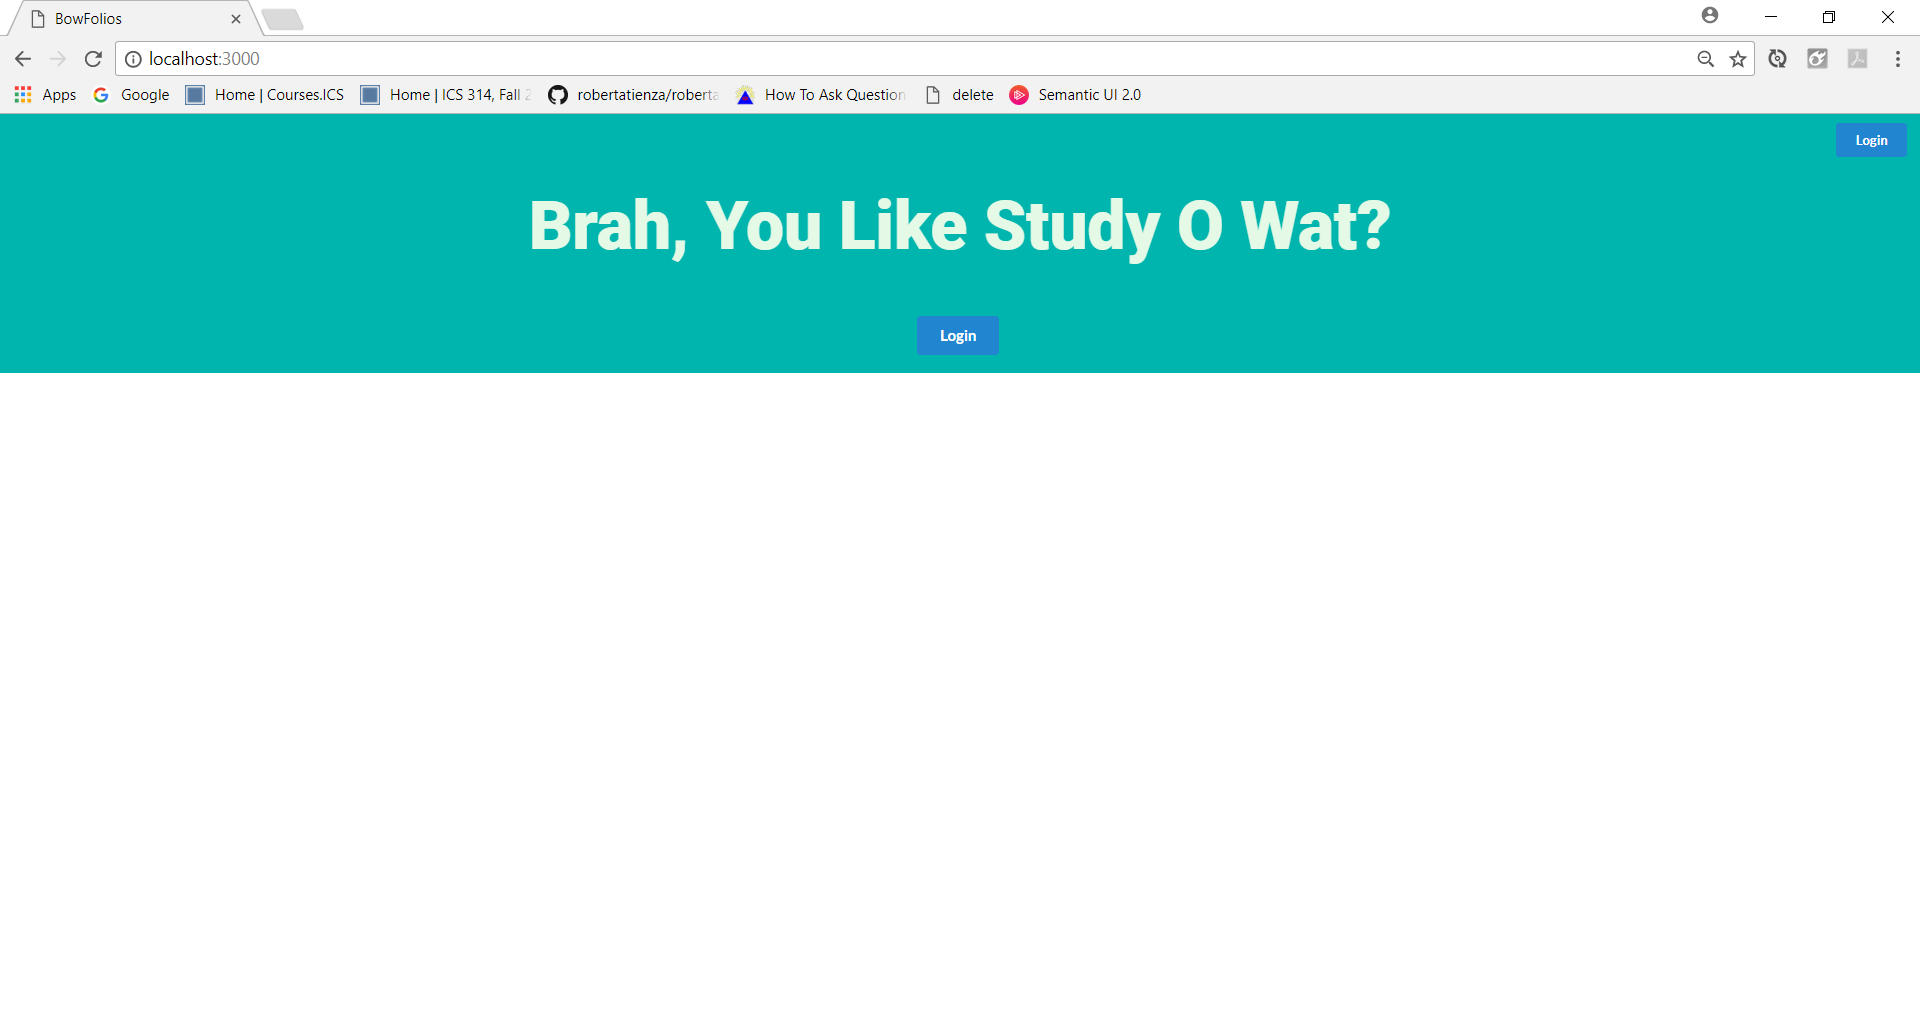 BowFolios
localhost:3000
Apps
Google
Home | Courses.ICS
Home | ICS 314, Fall 2
robertatienza/roberta
How To Ask Question
delete
Semantic UI 2.0
Login
Brah, You Like Study O Wat?
Login